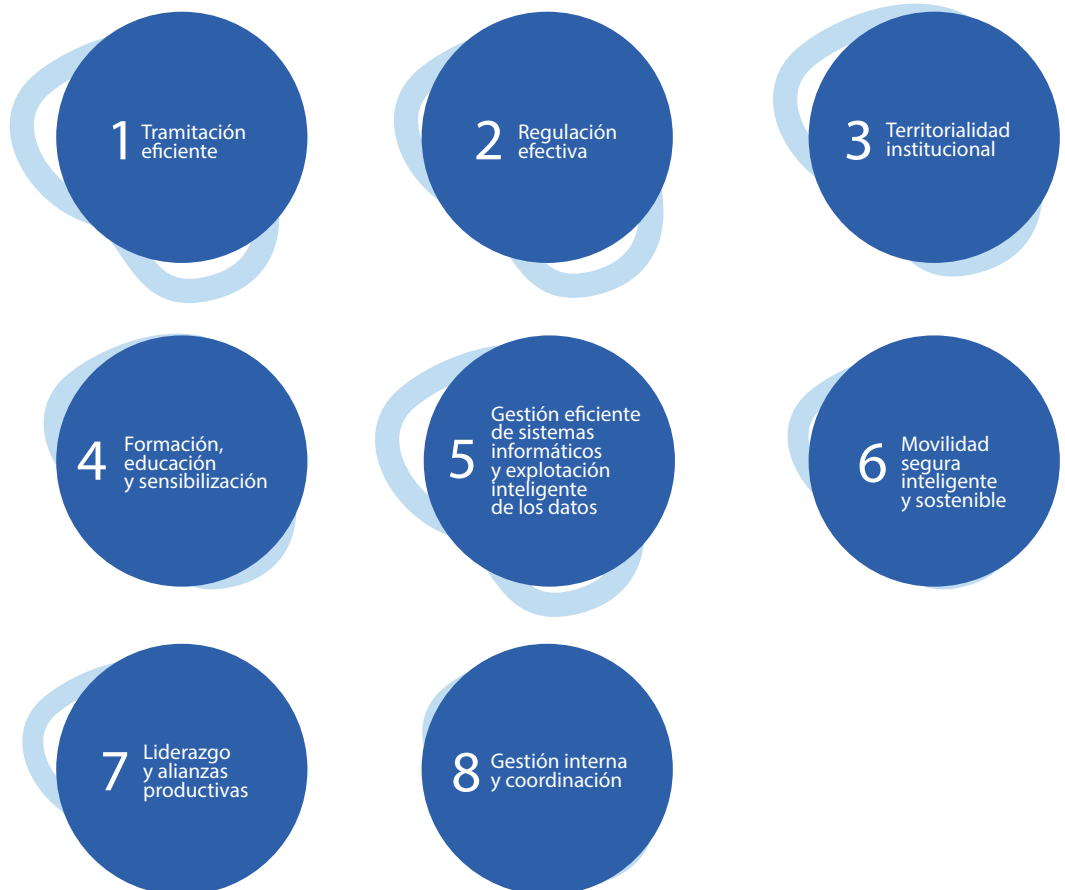 1 Tramitación
eficiente
2 Regulación
efectiva
3 Territorialidad
institucional
4 Formación,
educación
y sensibilización
5 Gestión eficiente
de sistemas
informáticos
y explotación
inteligente
de los datos
6 Movilidad
segura
inteligente
y sostenible
7 Liderazgo
y alianzas
productivas
8 Gestión interna
y coordinación